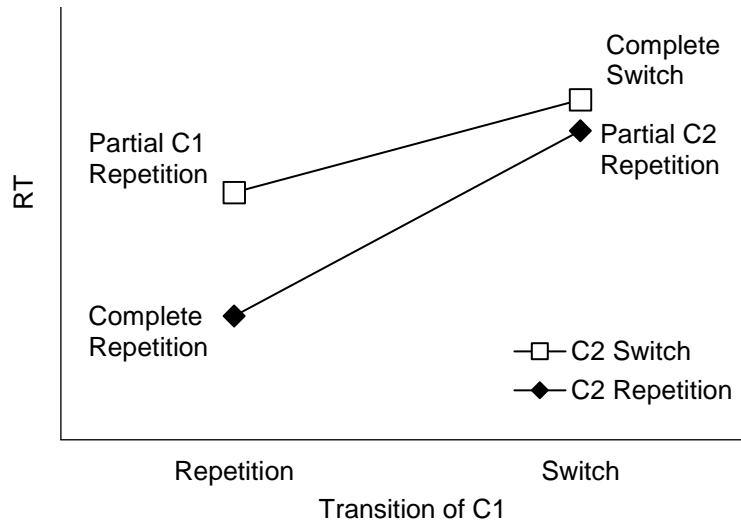 Complete
Switch
Partial C1
Repetition
Partial C2
Repetition
RT
Complete
Repetition
C2 Switch
C2 Repetition
Repetition
Switch
Transition of C1